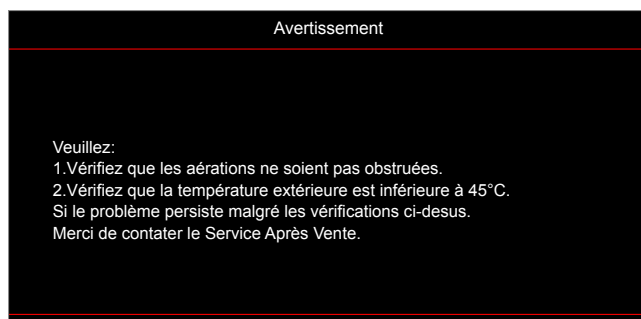 Avertissement
Veuillez:
1.Vérifiez que les aérations ne soient pas obstruées.
2.Vérifiez que la température extérieure est inférieure à 45°C.
Si le problème persiste malgré les vérifications ci-desus.
Merci de contater le Service Après Vente.